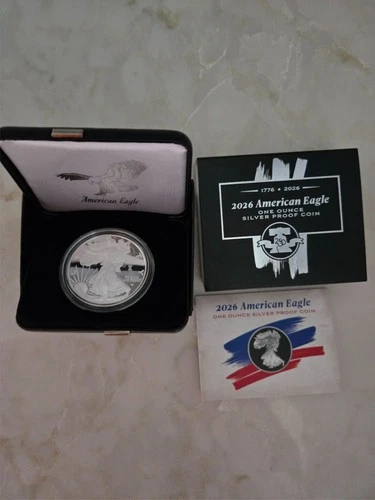 American Eagle
1776 • 2026
2026 American Eagle
ONE OUNCE
SILVER PROOF COIN
250
2026 American Eagle
ONE OUNCE SILVER PROOF COIN